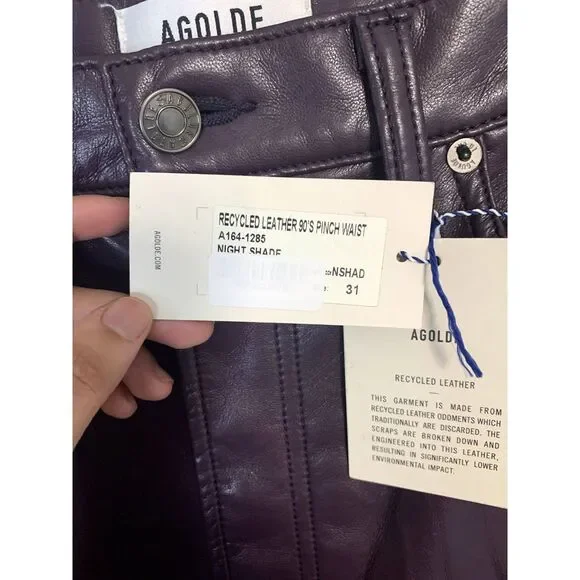 AGOLDE
RECYCLED LEATHER 90'S PINCH WAIST
A164-1285
NIGHT SHADE
NSHAD
31
AGOLDE.COM
AGOLDE
RECYCLED LEATHER
THIS GARMENT IS MADE FROM
RECYCLED LEATHER ODDMENTS WHICH
TRADITIONALLY ARE DISCARDED. THE
SCRAPS ARE BROKEN DOWN AND
ENGINEERED INTO THIS LEATHER,
RESULTING IN SIGNIFICANTLY LOWER
ENVIRONMENTAL IMPACT.